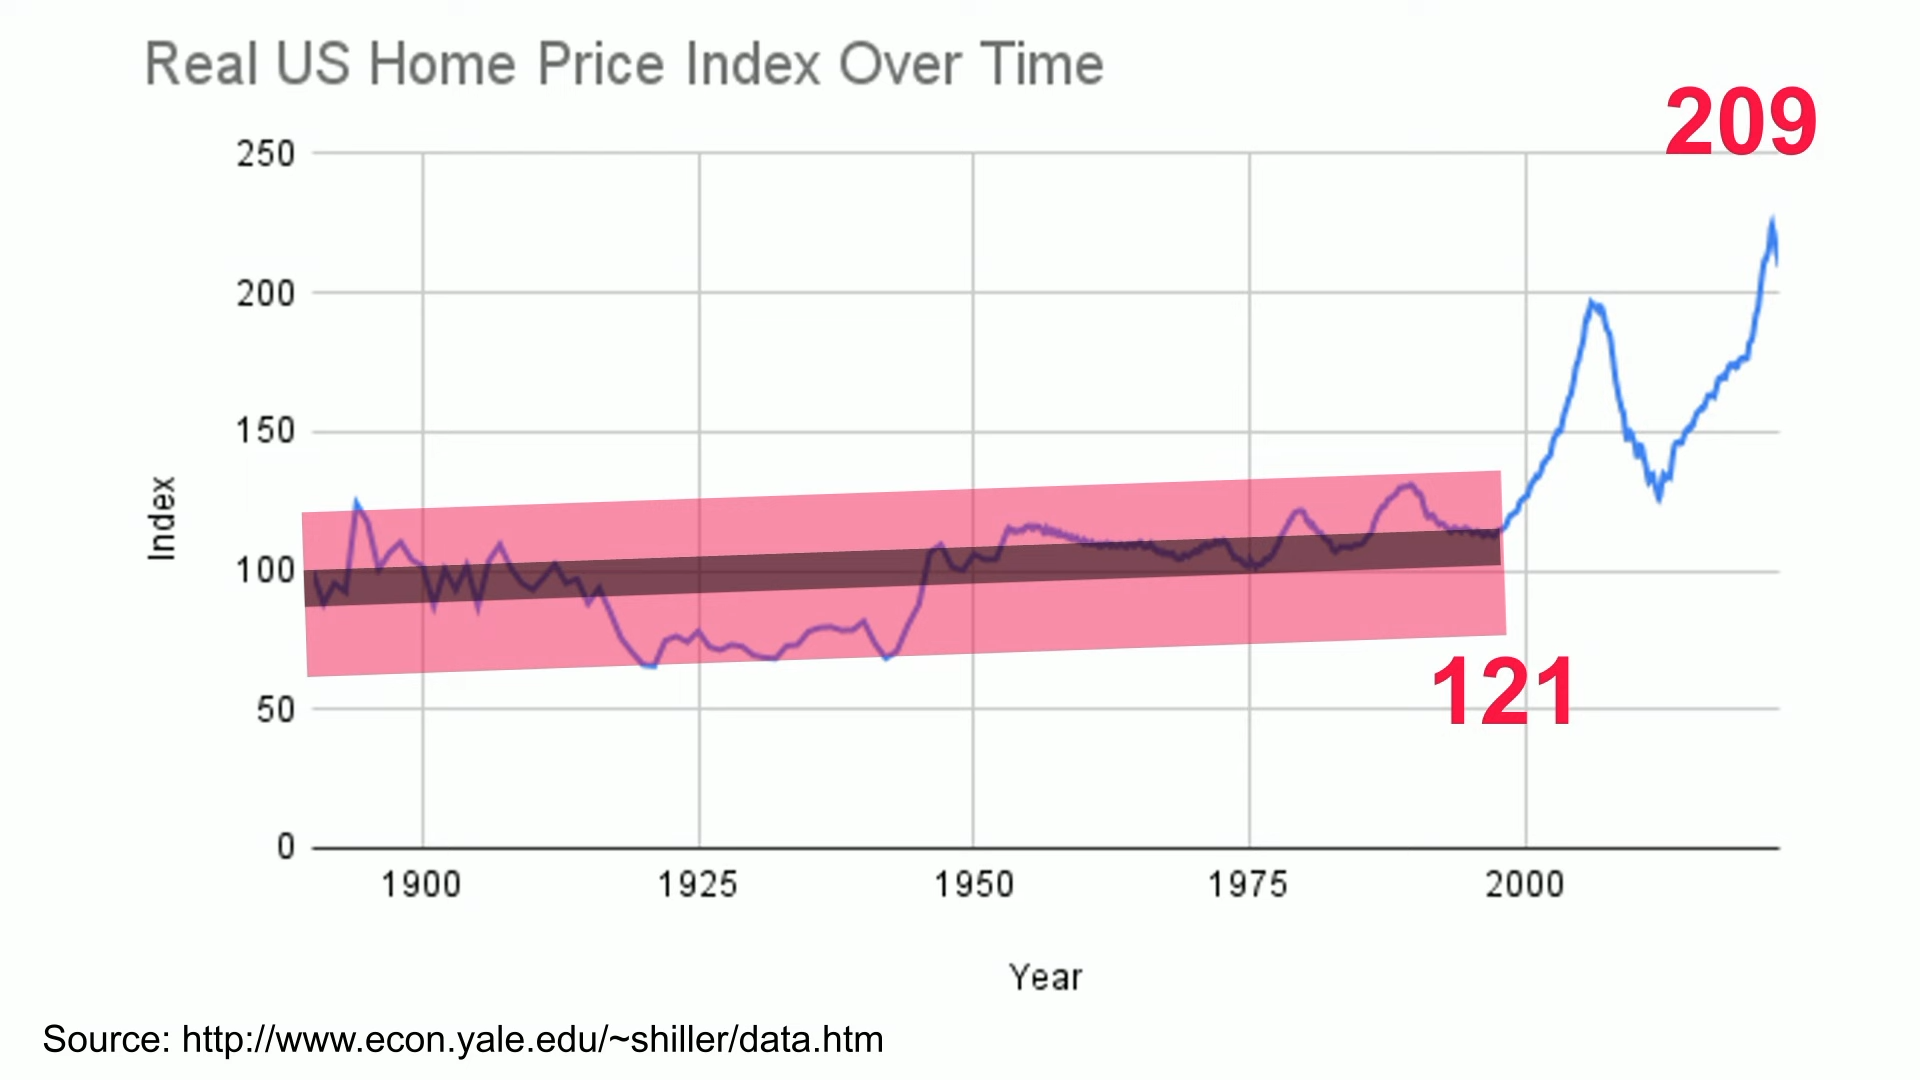 Real US Home Price Index Over Time
209
250
200
150
100
50
0
Index
121
1900 1925 1950 1975 2000
Year
Source: http://www.econ.yale.edu/~shiller/data.htm